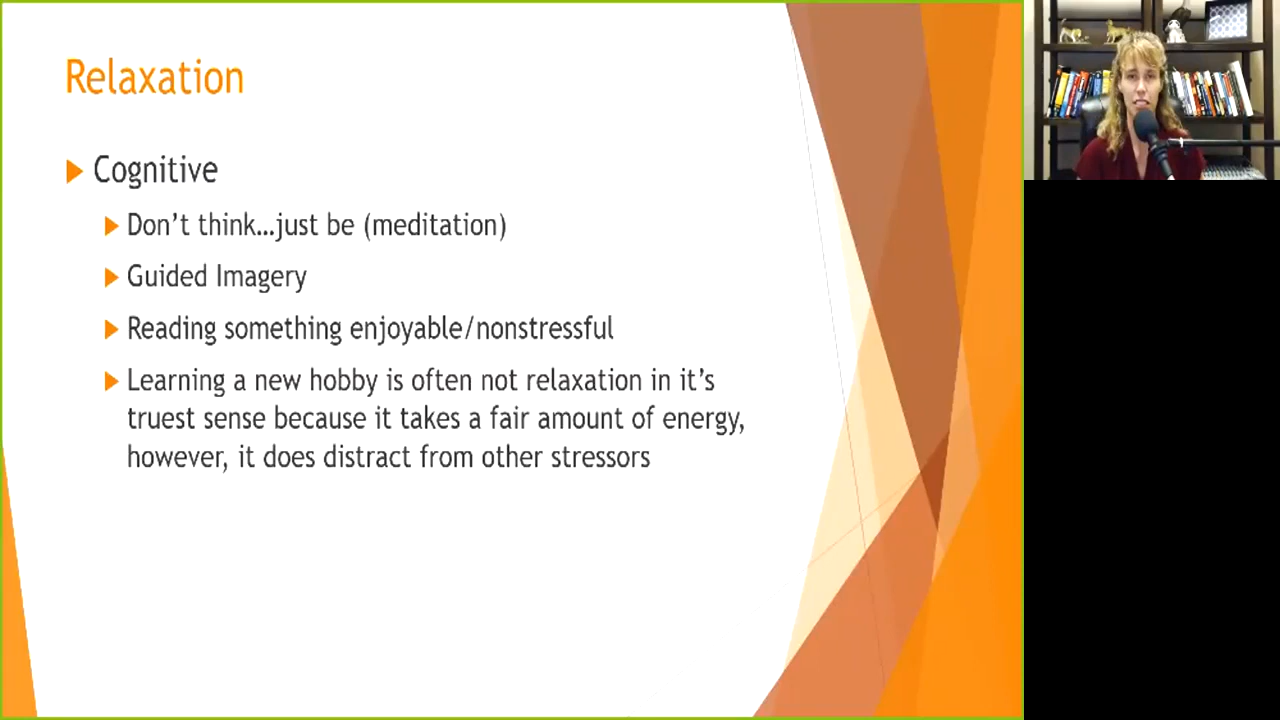 Relaxation
Cognitive
Don’t think…just be (meditation)
Guided Imagery
Reading something enjoyable/nonstressful
Learning a new hobby is often not relaxation in it’s
truest sense because it takes a fair amount of energy,
however, it does distract from other stressors